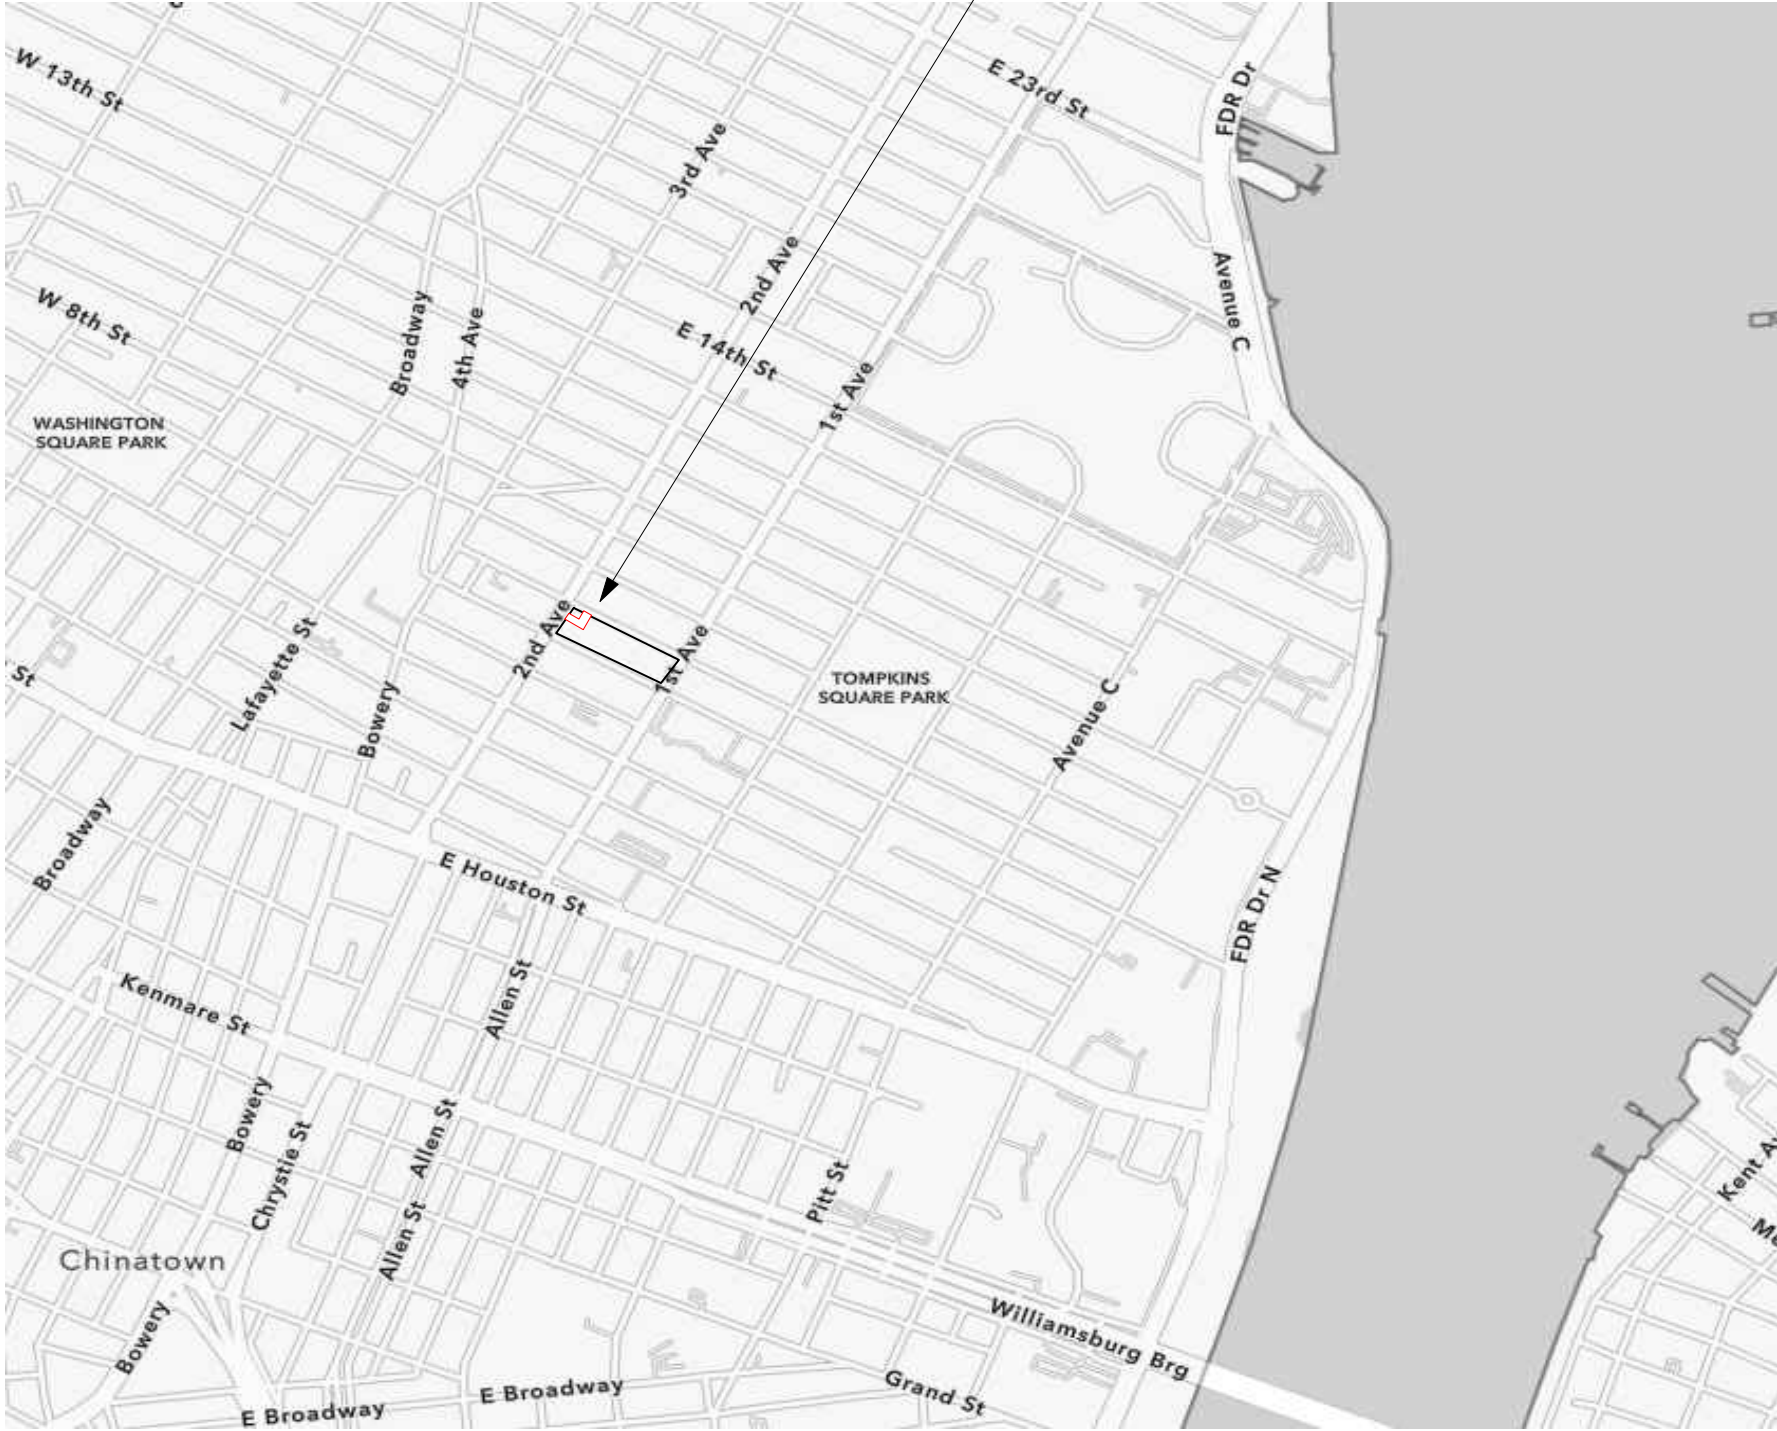 W 13th St
E 23rd St
FDR Dr
3rd Ave
2nd Ave
Avenue C
W 8th St
Broadway
4th Ave
E 14th St
1st Ave
WASHINGTON
SQUARE PARK
2nd Ave
1st Ave
Lafayette St
St
Bowery
TOMPKINS
SQUARE PARK
Avenue C
Broadway
E Houston St
FDR Dr N
Kenmare St
Allen St
Bowery
Chrystie St
Allen St
Pitt St
Kent A
Allen St
Me
Chinatown
Bowery
Williamsburg Brg
E Broadway
E Broadway
Grand St